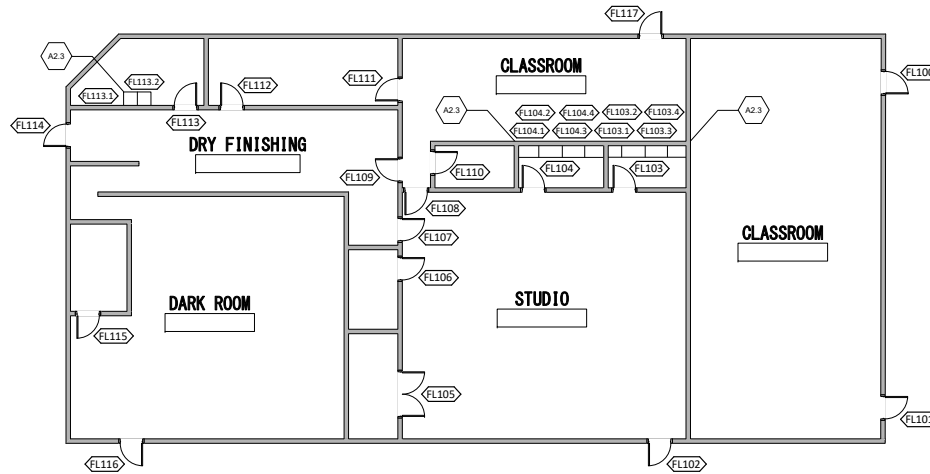 FL117
A2.3
FL113.2
FL113.1
FL112
FL111
CLASSROOM
FL100
FL104.2
FL104.4
FL103.2
FL103.4
A2.3
A2.3
FL114
FL113
FL104.1
FL104.3
FL103.1
FL103.3
DRY FINISHING
FL109
FL110
FL104
FL103
FL108
FL107
CLASSROOM
FL106
DARK ROOM
STUDIO
FL115
FL105
FL101
FL116
FL102